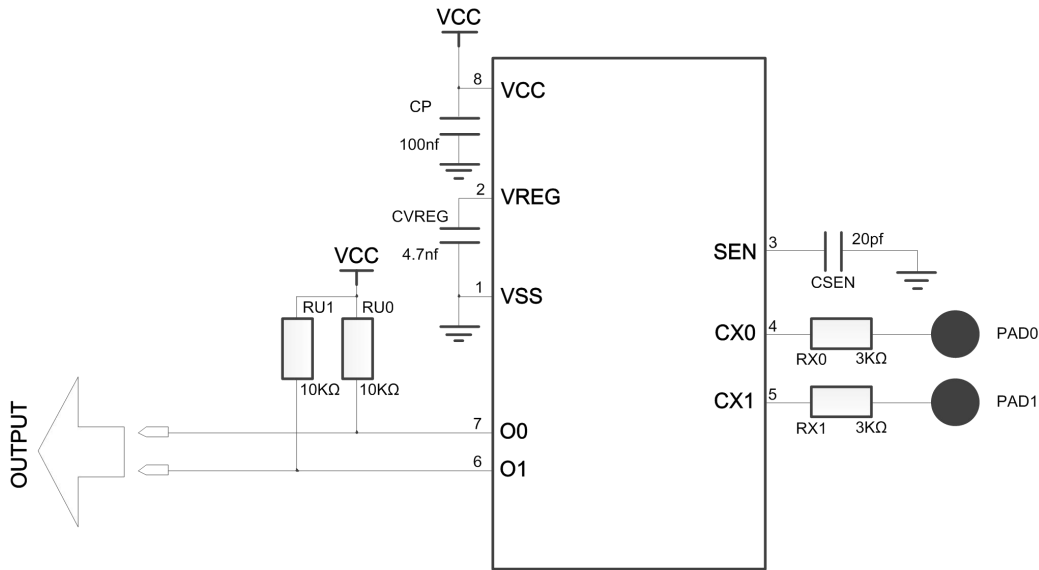 VCC
8
VCC
CP
100nf
2
VREG
CVREG
4.7nf
VCC
1
VSS
RU1
RU0
10KΩ
10KΩ
7
O0
6
O1
OUTPUT
SEN
3
20pf
CSEN
CX0
4
RX0
3KΩ
PAD0
CX1
5
RX1
3KΩ
PAD1